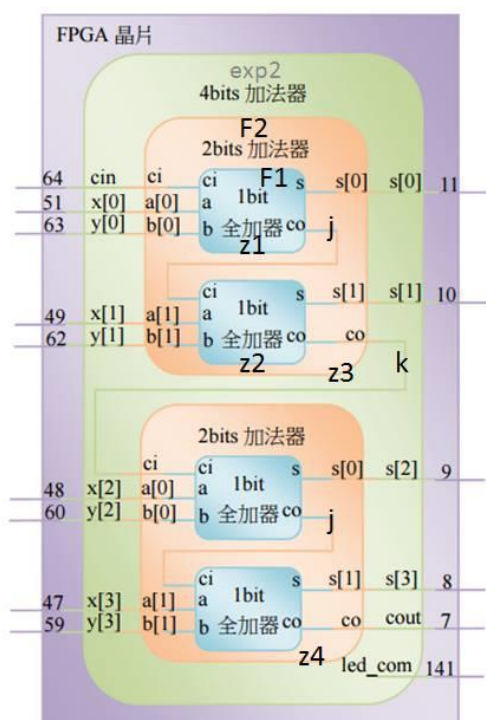 FPGA 晶片
exp2
4bits 加法器
F2
2bits 加法器
64 cin ci ci F1 s s[0] s[0] 11
51 x[0] a[0] a 1bit
63 y[0] b[0] b 全加器 co j
z1
ci s s[1] s[1] 10
49 x[1] a[1] a 1bit
62 y[1] b[1] b 全加器 co co
z2 z3 k
2bits 加法器
ci ci s s[0] s[2] 9
48 x[2] a[0] a 1bit
60 y[2] b[0] b 全加器 co j
ci s s[1] s[3] 8
47 x[3] a[1] a 1bit
59 y[3] b[1] b 全加器 co co cout 7
z4
led_com 141